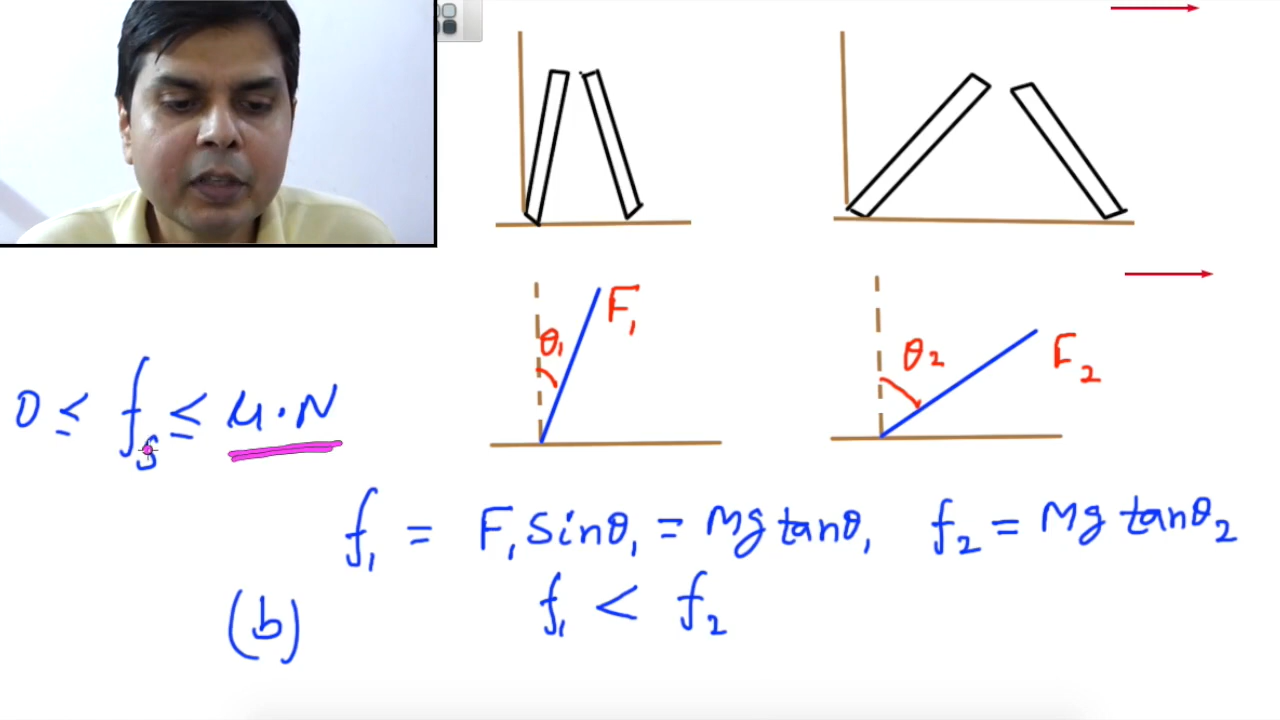 θ₁ F₁
θ₂ F₂
0 ≤ fₛ ≤ μ · N
f₁ = F₁ sinθ₁ = Mg tanθ₁ f₂ = Mg tanθ₂
(b) f₁ < f₂